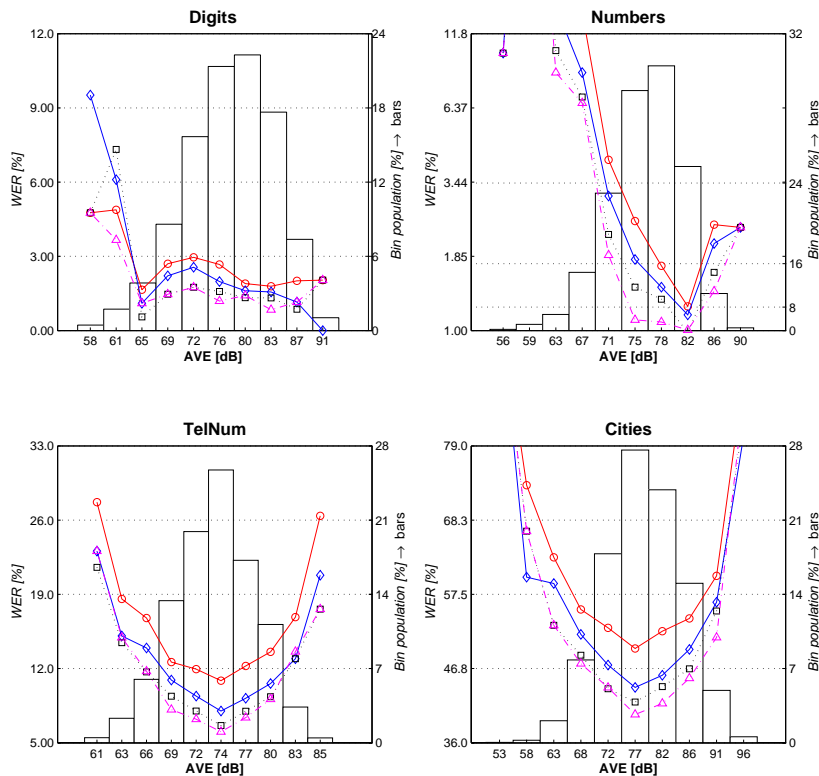 Digits
12.0
9.00
6.00
3.00
0.00
WER [%]
24
18
12
6
0
Bin population [%] → bars
58 61 65 69 72 76 80 83 87 91
AVE [dB]
Numbers
11.8
6.37
3.44
1.85
1.00
WER [%]
32
24
16
8
0
Bin population [%] → bars
56 59 63 67 71 75 78 82 86 90
AVE [dB]
TelNum
33.0
26.0
19.0
12.0
5.00
WER [%]
28
21
14
7
0
Bin population [%] → bars
61 63 66 69 72 74 77 80 83 85
AVE [dB]
Cities
79.0
68.3
57.5
46.8
36.0
WER [%]
28
21
14
7
0
Bin population [%] → bars
53 58 63 68 72 77 82 86 91 96
AVE [dB]